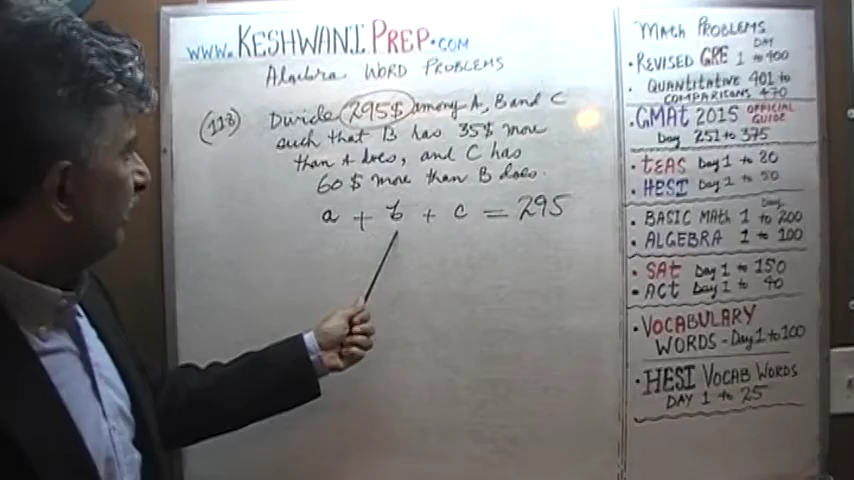 www.KESHWANIPREP.com
Algebra WORD PROBLEMS
(118) Divide 295$ among A, B and C
such that B has 35$ more
than A does, and C has
60$ more than B does.
a + b + c = 295
MATH PROBLEMS
DAY
• REVISED GRE 1 to 400
• QUANTITATIVE 401 to
COMPARISONS 475
• GMAT 2015 OFFICIAL GUIDE
Day 251 to 375
• TEAS Day 1 to 20
• HESI Day 1 to 50
Day
• BASIC MATH 1 to 200
• ALGEBRA 1 to 100
• SAT Day 1 to 150
• ACT Day 1 to 40
• VOCABULARY
WORDS - Day 1 to 100
• HESI VOCAB WORDS
DAY 1 to 25